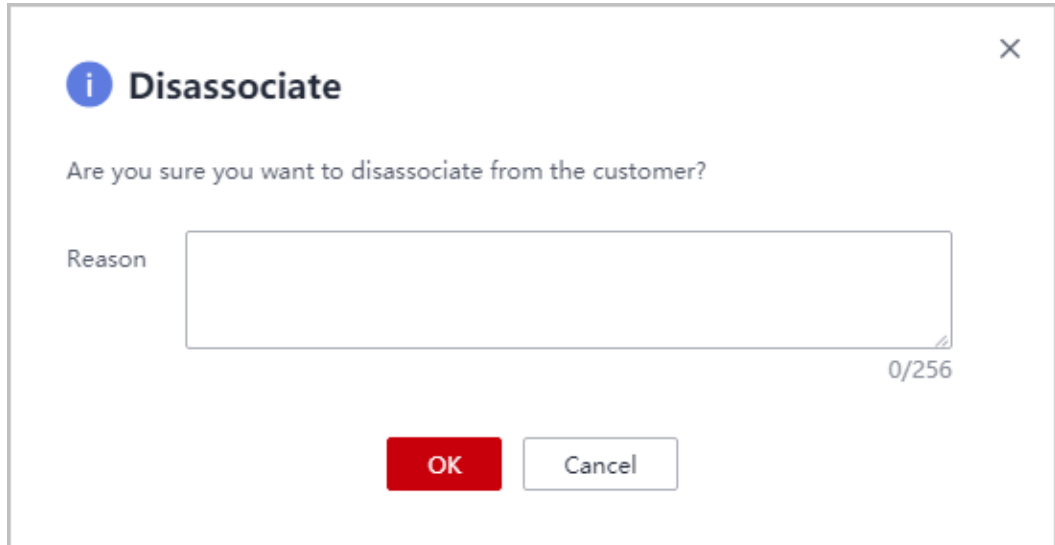 i Disassociate
Are you sure you want to disassociate from the customer?
Reason
0/256
OK Cancel